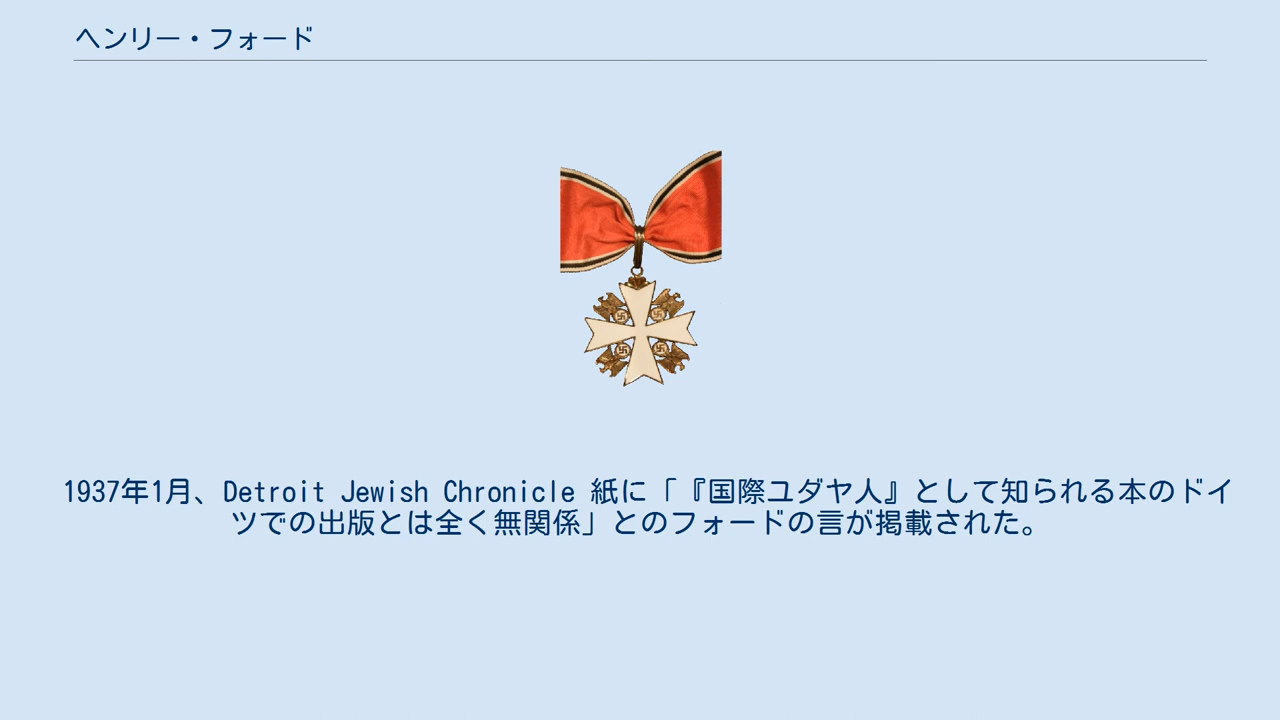 ヘンリー・フォード
1937年1月、Detroit Jewish Chronicle 紙に「『国際ユダヤ人』として知られる本のドイ
ツでの出版とは全く無関係」とのフォードの言が掲載された。